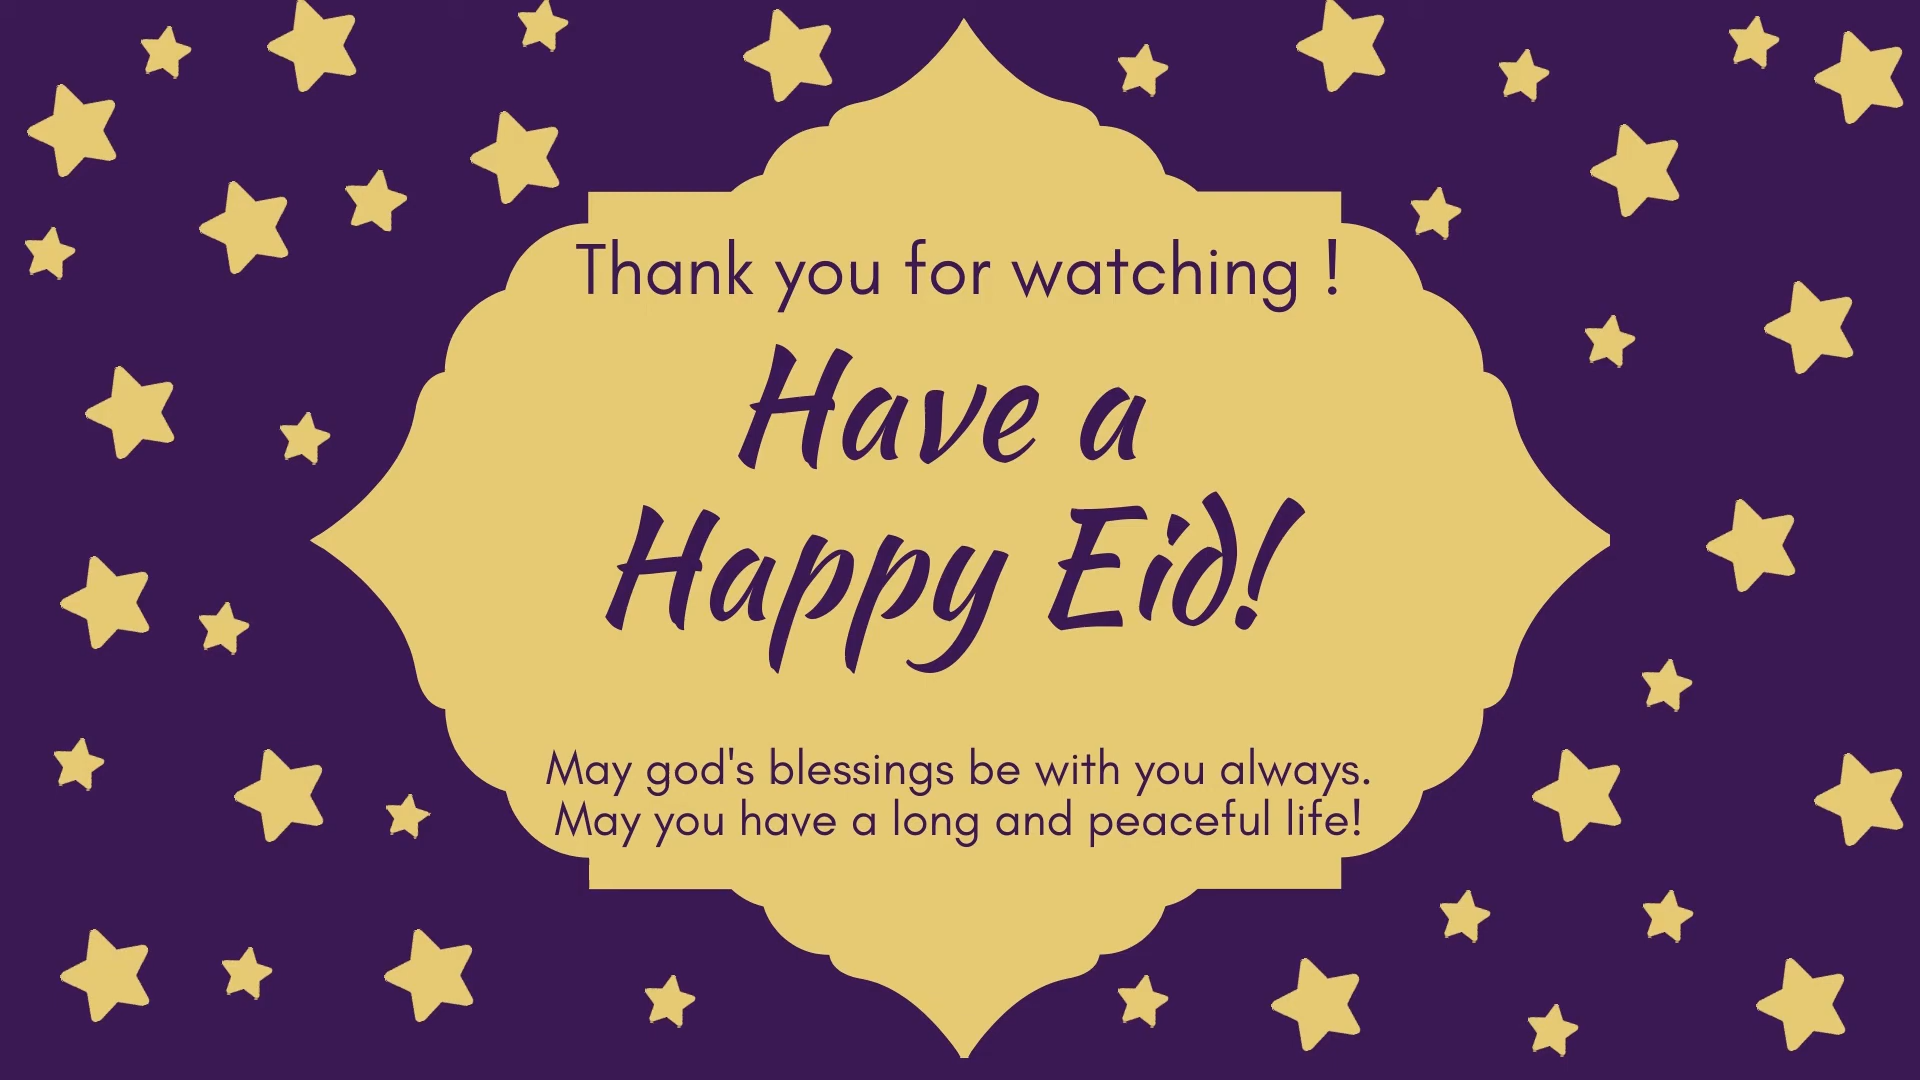 Thank you for watching !
Have a
Happy Eid!
May god's blessings be with you always.
May you have a long and peaceful life!